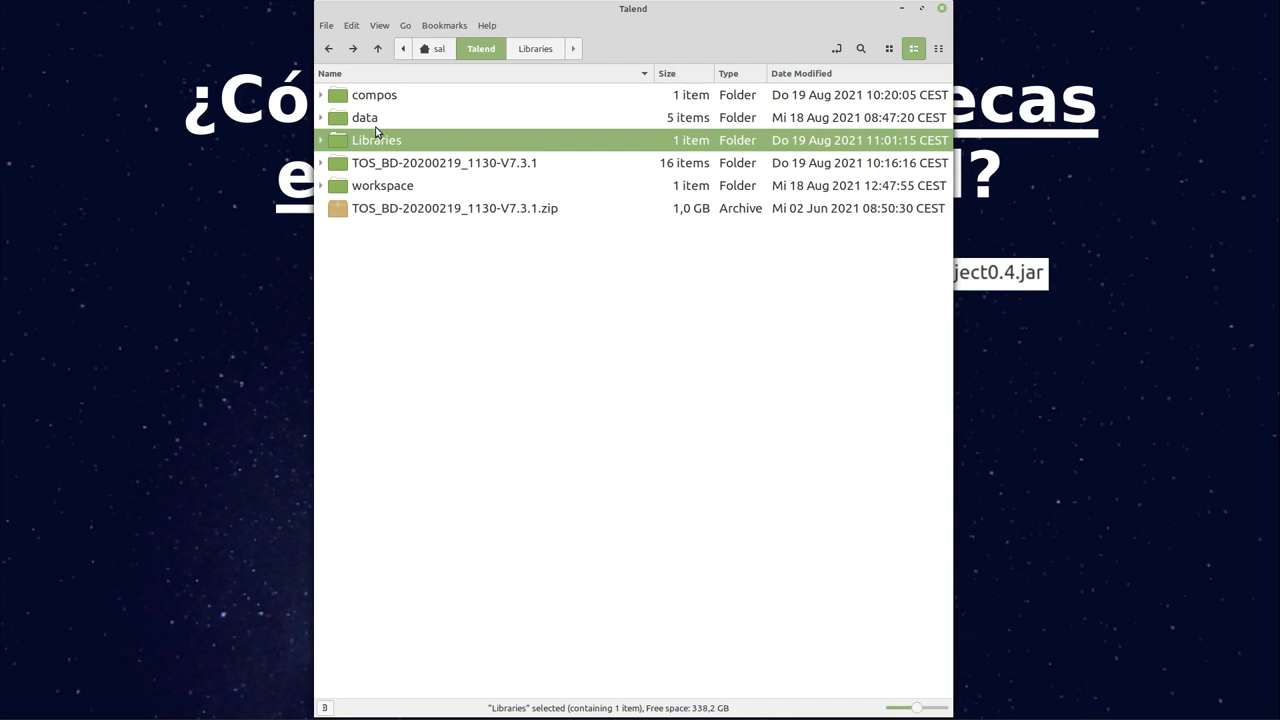 Talend
File Edit View Go Bookmarks Help
sal Talend Libraries
Name Size Type Date Modified
compos 1 item Folder Do 19 Aug 2021 10:20:05 CEST
data 5 items Folder Mi 18 Aug 2021 08:47:20 CEST
Libraries 1 item Folder Do 19 Aug 2021 11:01:15 CEST
TOS_BD-20200219_1130-V7.3.1 16 items Folder Do 19 Aug 2021 10:16:16 CEST
workspace 1 item Folder Mi 18 Aug 2021 12:47:55 CEST
TOS_BD-20200219_1130-V7.3.1.zip 1,0 GB Archive Mi 02 Jun 2021 08:50:30 CEST
"Libraries" selected (containing 1 item), Free space: 338,2 GB
¿Có ecas
e ?
ject0.4.jar